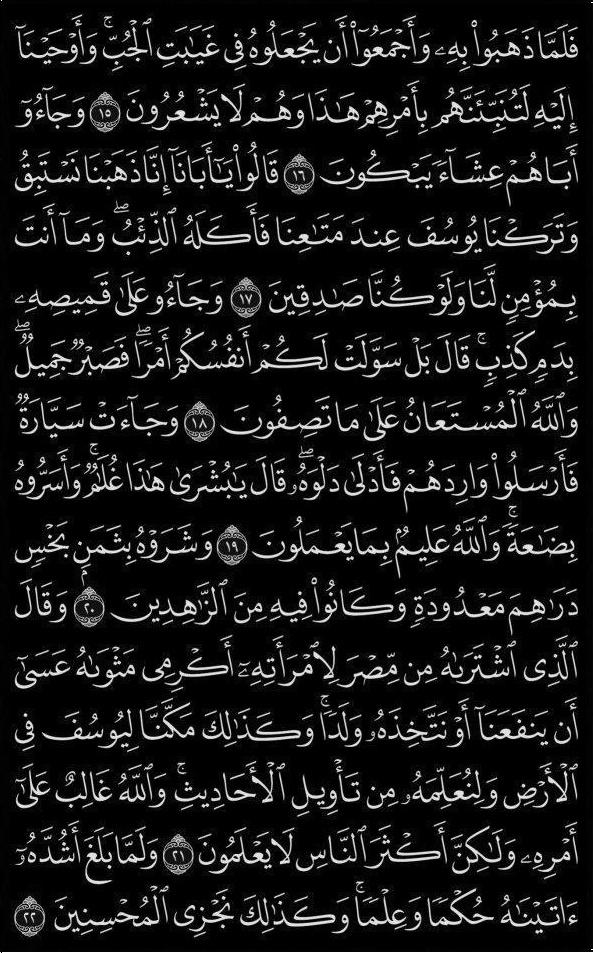 فَلَمَّا ذَهَبُوا۟ بِهِۦ وَأَجْمَعُوٓا۟ أَن يَجْعَلُوهُ فِى غَيَـٰبَتِ ٱلْجُبِّ ۚ وَأَوْحَيْنَآ
إِلَيْهِ لَتُنَبِّئَنَّهُم بِأَمْرِهِمْ هَـٰذَا وَهُمْ لَا يَشْعُرُونَ ١٥ وَجَآءُوٓ
أَبَاهُمْ عِشَآءً يَبْكُونَ ١٦ قَالُوا۟ يَـٰٓأَبَانَآ إِنَّا ذَهَبْنَا نَسْتَبِقُ
وَتَرَكْنَا يُوسُفَ عِندَ مَتَـٰعِنَا فَأَكَلَهُ ٱلذِّئْبُ ۖ وَمَآ أَنتَ
بِمُؤْمِنٍ لَّنَا وَلَوْ كُنَّا صَـٰدِقِينَ ١٧ وَجَآءُو عَلَىٰ قَمِيصِهِۦ
بِدَمٍ كَذِبٍ ۚ قَالَ بَلْ سَوَّلَتْ لَكُمْ أَنفُسُكُمْ أَمْرًا ۖ فَصَبْرٌ جَمِيلٌ ۖ
وَٱللَّهُ ٱلْمُسْتَعَانُ عَلَىٰ مَا تَصِفُونَ ١٨ وَجَآءَتْ سَيَّارَةٌ
فَأَرْسَلُوا۟ وَارِدَهُمْ فَأَدْلَىٰ دَلْوَهُۥ ۖ قَالَ يَـٰبُشْرَىٰ هَـٰذَا غُلَـٰمٌ ۚ وَأَسَرُّوهُ
بِضَـٰعَةً ۚ وَٱللَّهُ عَلِيمٌۢ بِمَا يَعْمَلُونَ ١٩ وَشَرَوْهُ بِثَمَنٍۭ بَخْسٍ
دَرَٰهِمَ مَعْدُودَةٍ وَكَانُوا۟ فِيهِ مِنَ ٱلزَّٰهِدِينَ ٢٠ وَقَالَ
ٱلَّذِى ٱشْتَرَىٰهُ مِن مِّصْرَ لِٱمْرَأَتِهِۦٓ أَكْرِمِى مَثْوَىٰهُ عَسَىٰٓ
أَن يَنفَعَنَآ أَوْ نَتَّخِذَهُۥ وَلَدًا ۚ وَكَذَٰلِكَ مَكَّنَّا لِيُوسُفَ فِى
ٱلْأَرْضِ وَلِنُعَلِّمَهُۥ مِن تَأْوِيلِ ٱلْأَحَادِيثِ ۚ وَٱللَّهُ غَالِبٌ عَلَىٰٓ
أَمْرِهِۦ وَلَـٰكِنَّ أَكْثَرَ ٱلنَّاسِ لَا يَعْلَمُونَ ٢١ وَلَمَّا بَلَغَ أَشُدَّهُۥٓ
ءَاتَيْنَـٰهُ حُكْمًا وَعِلْمًا ۚ وَكَذَٰلِكَ نَجْزِى ٱلْمُحْسِنِينَ ٢٢